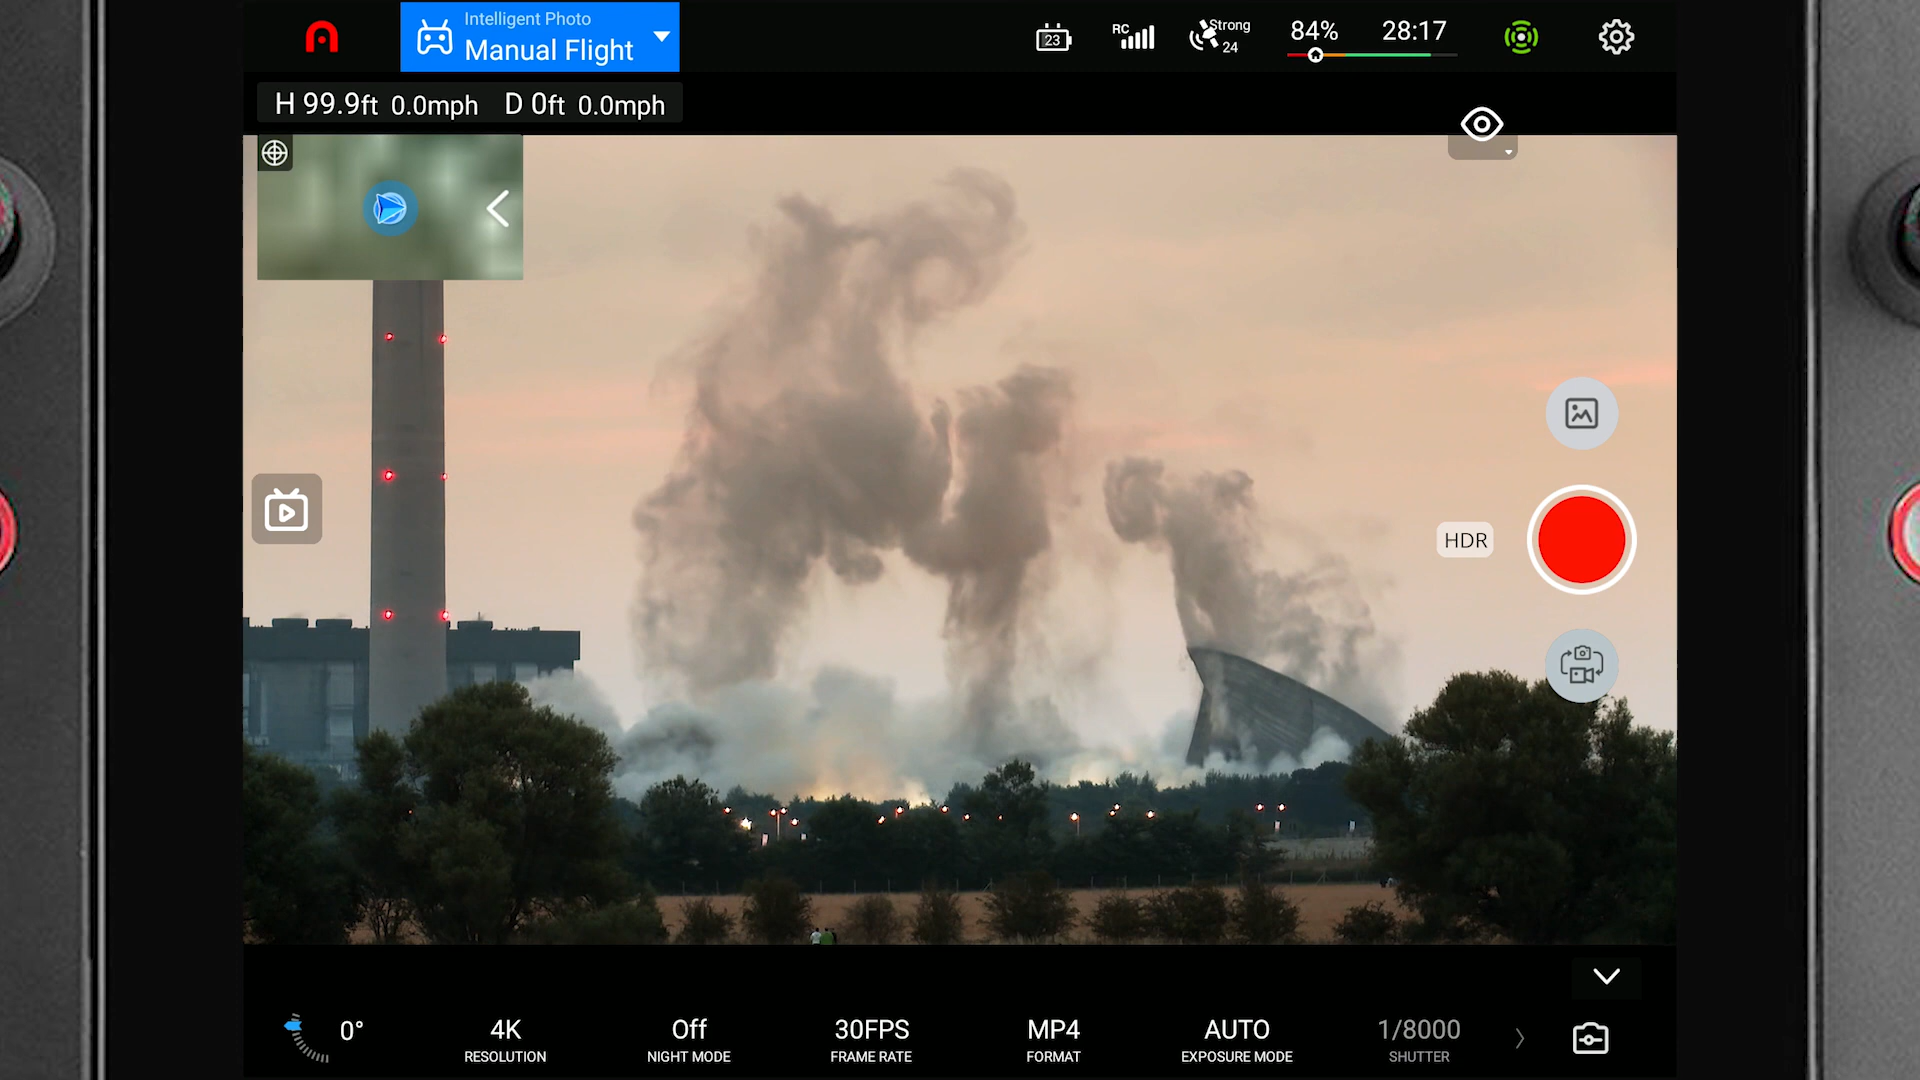 Intelligent Photo
Manual Flight
23
RC
Strong
24
84%
28:17
H 99.9ft 0.0mph D 0ft 0.0mph
HDR
0°
4K
RESOLUTION
Off
NIGHT MODE
30FPS
FRAME RATE
MP4
FORMAT
AUTO
EXPOSURE MODE
1/8000
SHUTTER